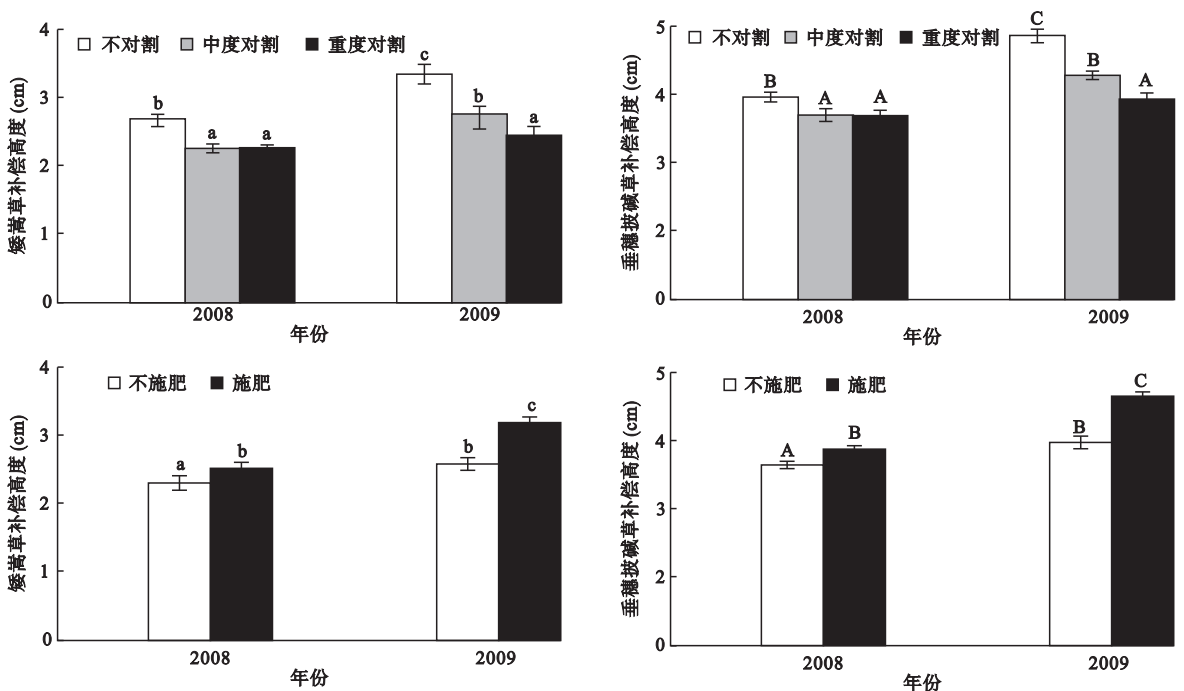 4
3
2
1
0
矮嵩草补偿高度 (cm)
不对割 中度对割 重度对割
b a a
c b a
2008 2009
年份
5
4
3
2
0
垂穗披碱草补偿高度 (cm)
不对割 中度对割 重度对割
B A A
C B A
2008 2009
年份
4
3
2
1
0
矮嵩草补偿高度 (cm)
不施肥 施肥
a b
b c
2008 2009
年份
5
4
3
2
0
垂穗披碱草补偿高度 (cm)
不施肥 施肥
A B
B C
2008 2009
年份